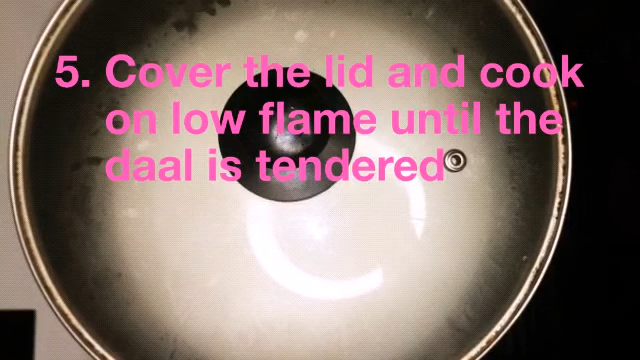 5. Cover the lid and cook
on low flame until the
daal is tendered